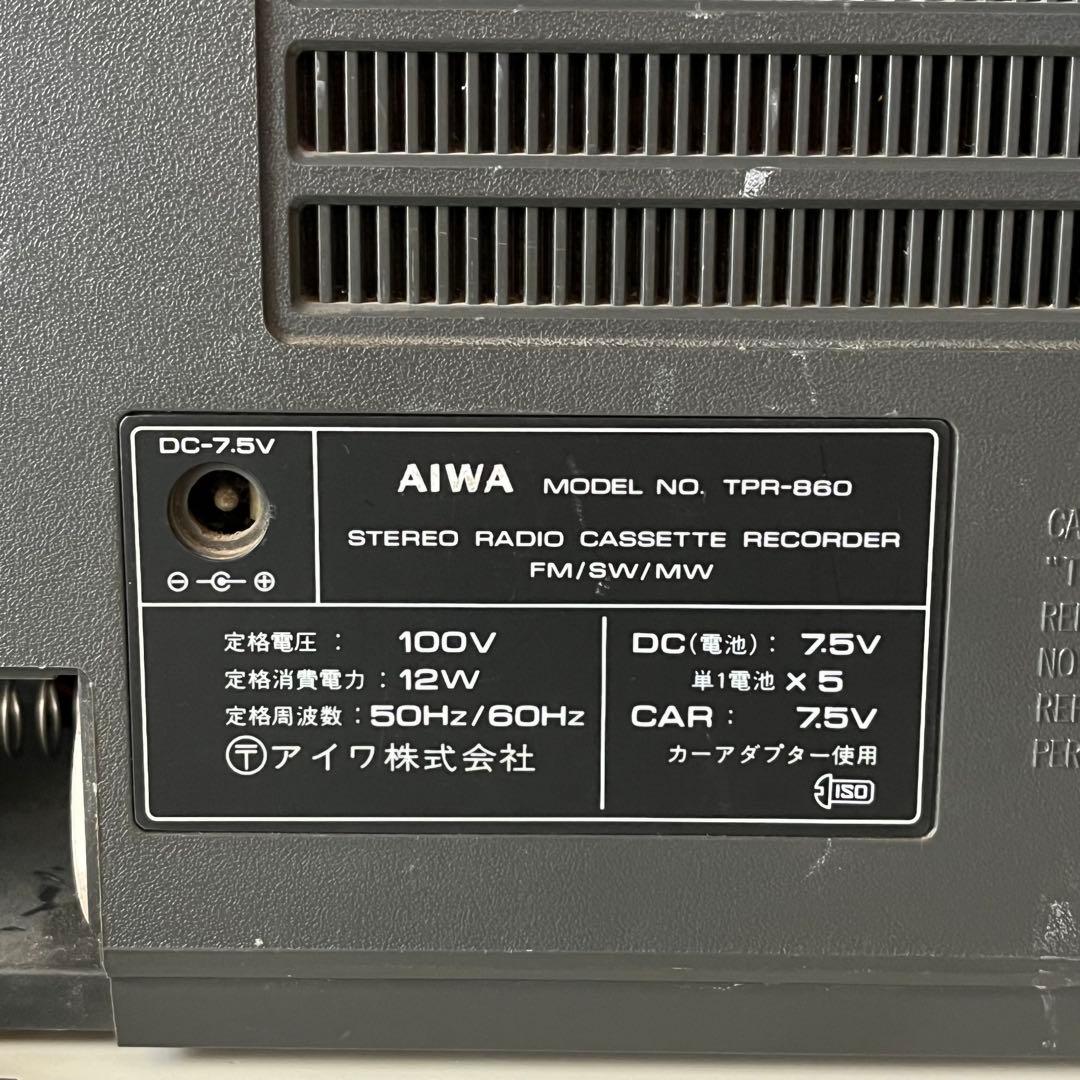 DC-7.5V
⊖ ⊕
AIWA MODEL NO. TPR-860
STEREO RADIO CASSETTE RECORDER
FM/SW/MW
定格電圧 : 100V
定格消費電力 : 12W
定格周波数 : 50Hz/60Hz
〶アイワ株式会社
DC(電池) : 7.5V
単1電池 × 5
CAR : 7.5V
カーアダプター使用
ISO
NO